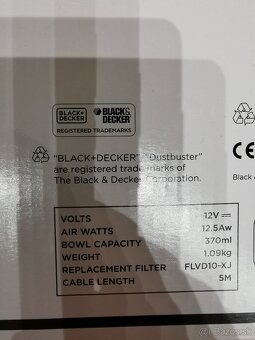 BLACK+
DECKER
BLACK&
DECKER
REGISTERED TRADEMARKS
"BLACK+DECKER", "Dustbuster"
are registered trademarks of
The Black & Decker Corporation.
CE
Black
VOLTS 12V
AIR WATTS 12.5Aw
BOWL CAPACITY 370ml
WEIGHT 1.09kg
REPLACEMENT FILTER FLVD10-XJ
CABLE LENGTH 5M